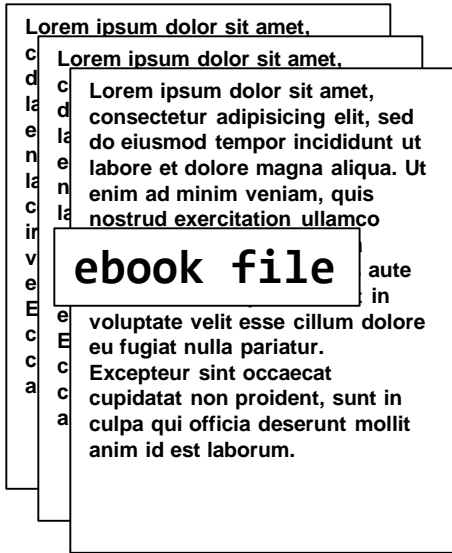 Lorem ipsum dolor sit amet,
Lorem ipsum dolor sit amet,
Lorem ipsum dolor sit amet,
consectetur adipisicing elit, sed
do eiusmod tempor incididunt ut
labore et dolore magna aliqua. Ut
enim ad minim veniam, quis
nostrud exercitation ullamco
ebook file
aute
in
voluptate velit esse cillum dolore
eu fugiat nulla pariatur.
Excepteur sint occaecat
cupidatat non proident, sunt in
culpa qui officia deserunt mollit
anim id est laborum.